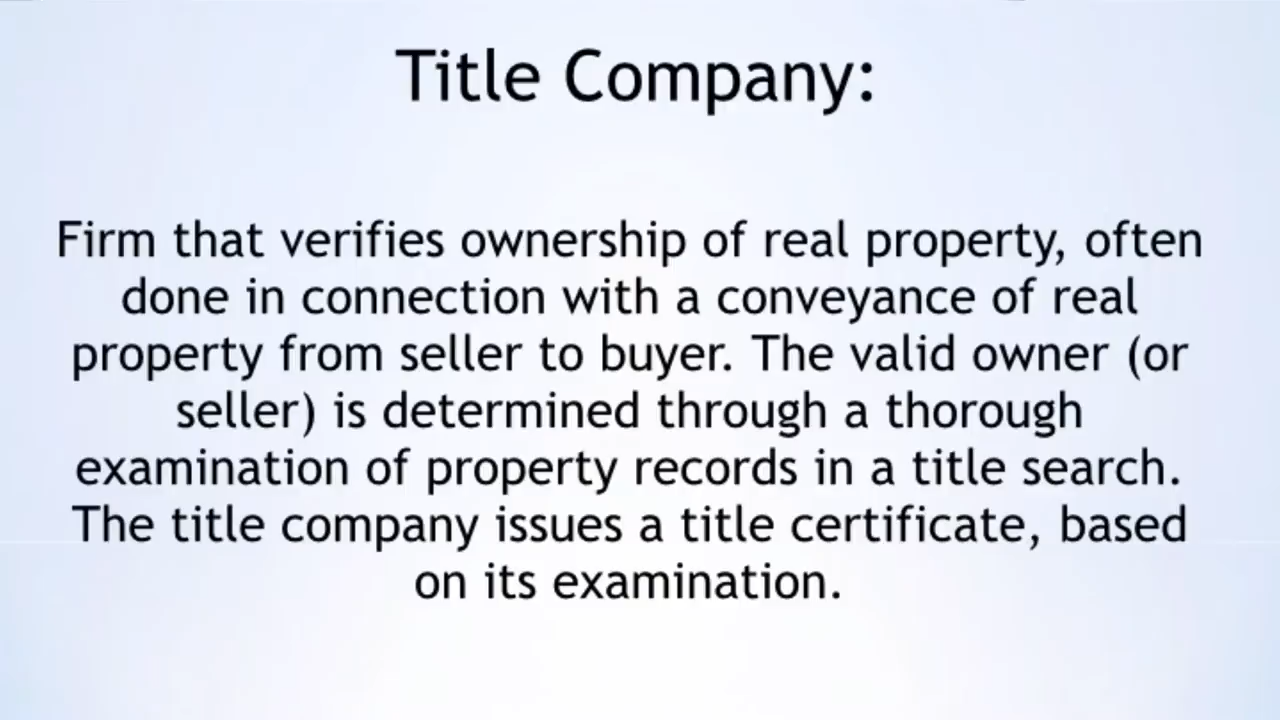 Title Company:
Firm that verifies ownership of real property, often
done in connection with a conveyance of real
property from seller to buyer. The valid owner (or
seller) is determined through a thorough
examination of property records in a title search.
The title company issues a title certificate, based
on its examination.